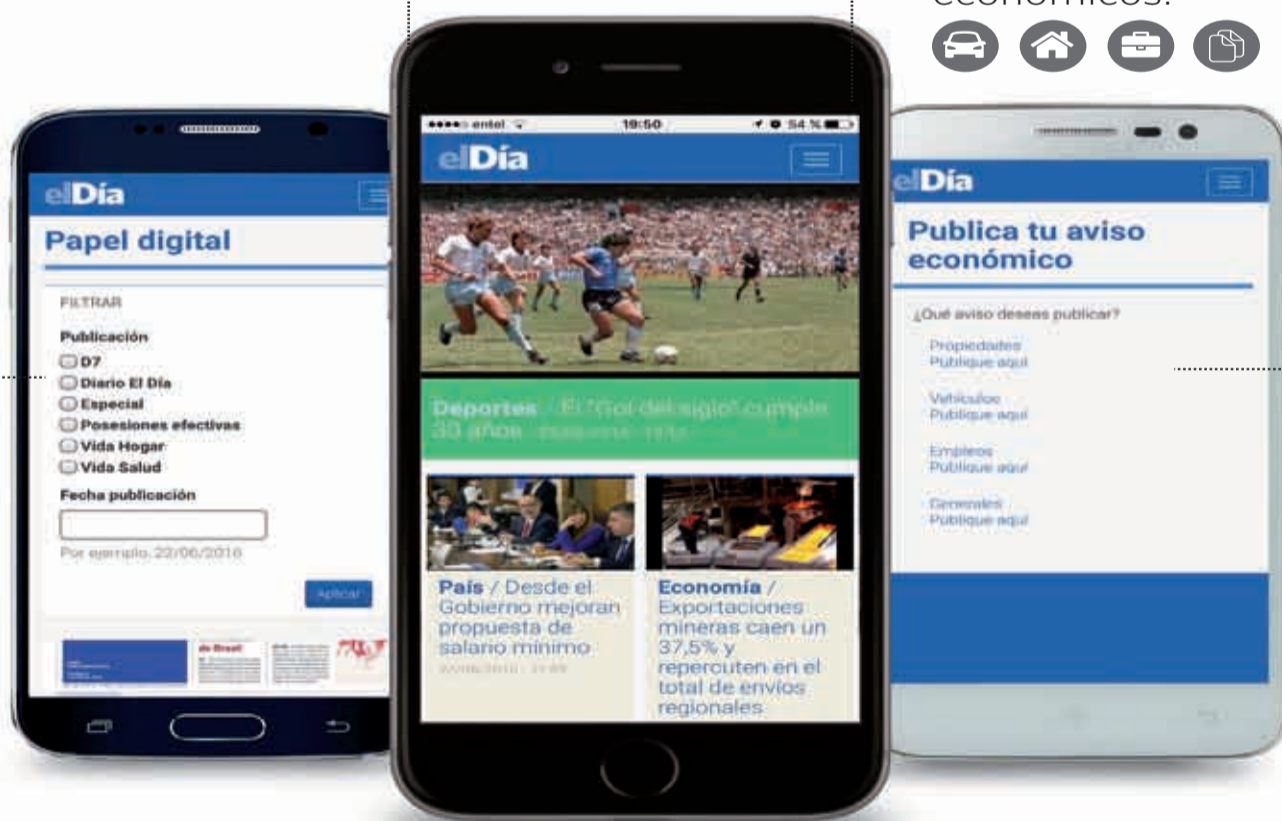 económicos.
elDía
Papel digital
FILTRAR
Publicación
D7
Diario El Día
Especial
Posesiones efectivas
Vida Hogar
Vida Salud
Fecha publicación
Por ejemplo, 22/06/2016
Aplicar
de Brasil
entel
19:50
54 %
elDía
Deportes / El "Gol del siglo" cumple
30 años
País / Desde el
Gobierno mejoran
propuesta de
salario mínimo
Economía /
Exportaciones
mineras caen un
37,5% y
repercuten en el
total de envíos
regionales
elDía
Publica tu aviso
económico
¿Qué aviso deseas publicar?
Propiedades
Publique aquí
Vehículos
Publique aquí
Empleos
Publique aquí
Generales
Publique aquí